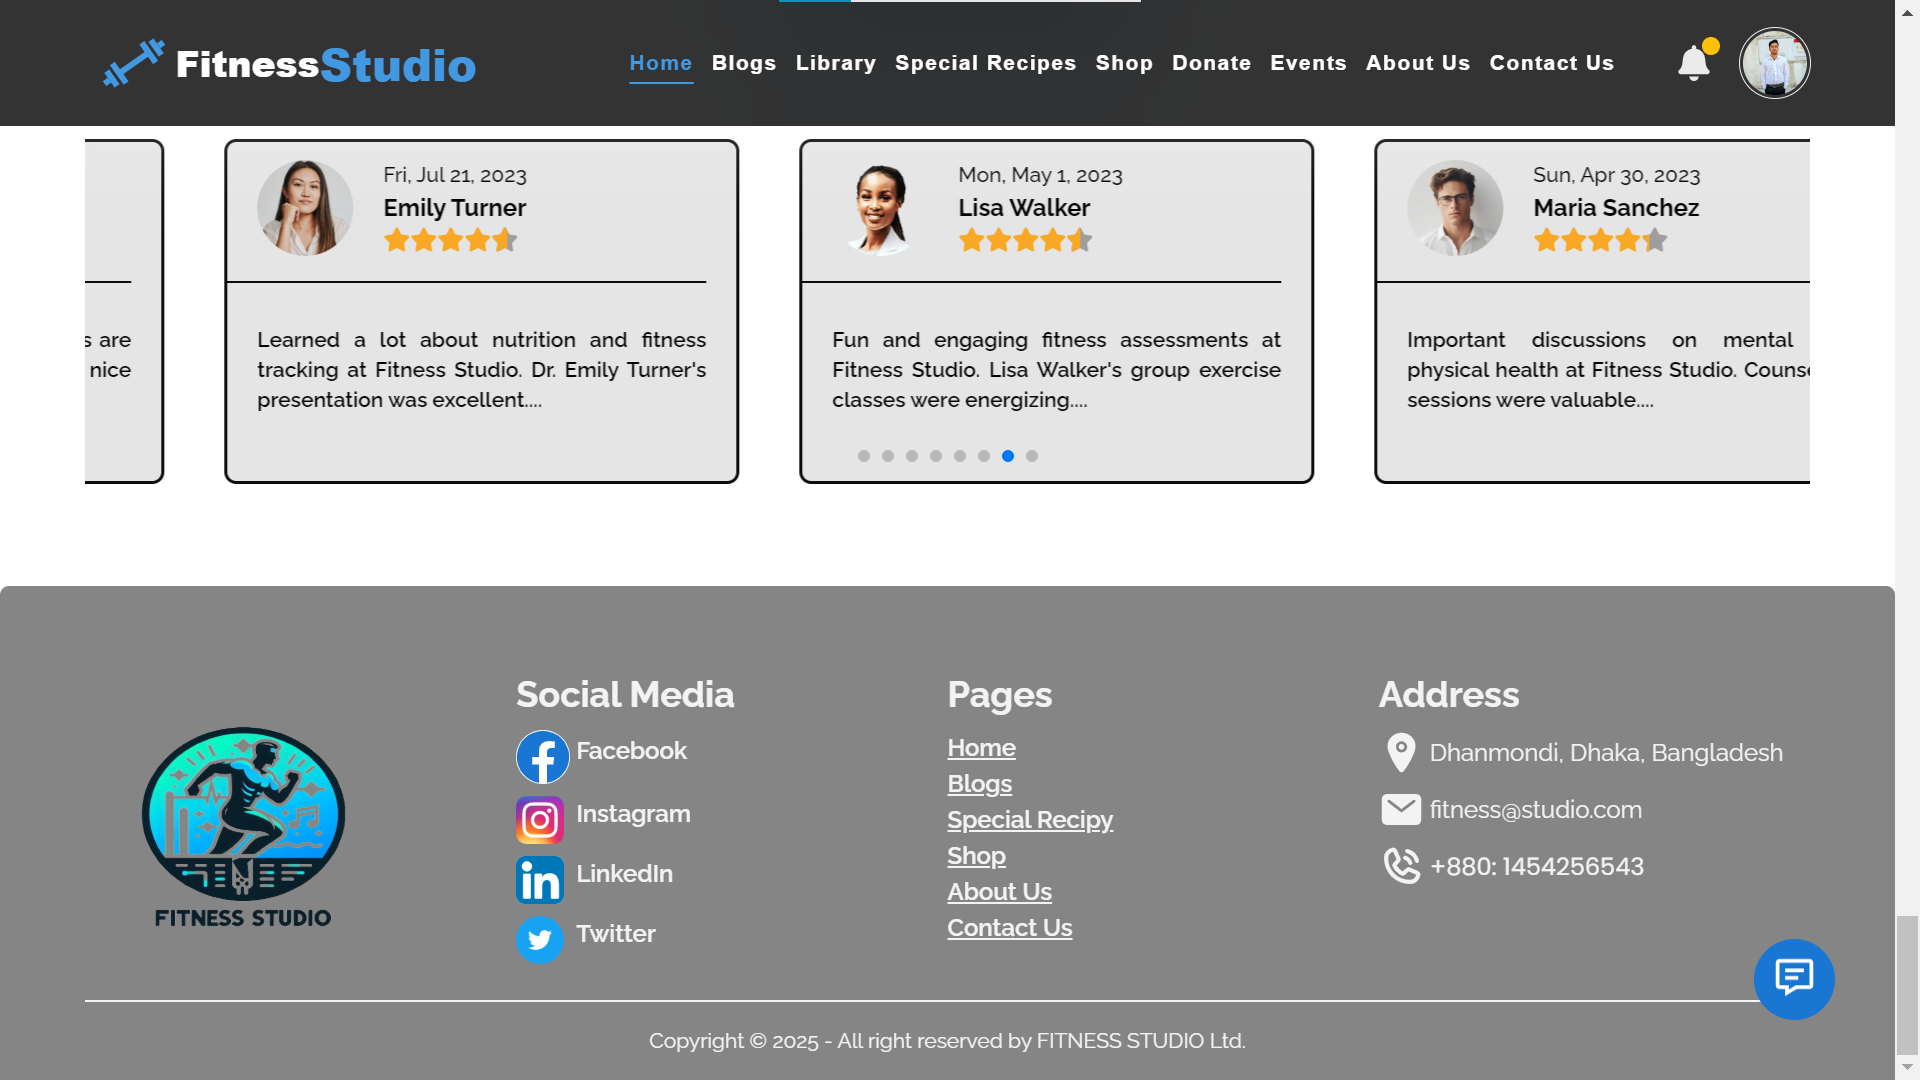 FitnessStudio
Home Blogs Library Special Recipes Shop Donate Events About Us Contact Us
s are
nice
Fri, Jul 21, 2023
Emily Turner
Learned a lot about nutrition and fitness
tracking at Fitness Studio. Dr. Emily Turner's
presentation was excellent....
Mon, May 1, 2023
Lisa Walker
Fun and engaging fitness assessments at
Fitness Studio. Lisa Walker's group exercise
classes were energizing....
Sun, Apr 30, 2023
Maria Sanchez
Important discussions on mental
physical health at Fitness Studio. Counse
sessions were valuable....
FITNESS STUDIO
Social Media
Facebook
Instagram
LinkedIn
Twitter
Pages
Home
Blogs
Special Recipy
Shop
About Us
Contact Us
Address
Dhanmondi, Dhaka, Bangladesh
fitness@studio.com
+880: 1454256543
Copyright © 2025 - All right reserved by FITNESS STUDIO Ltd.